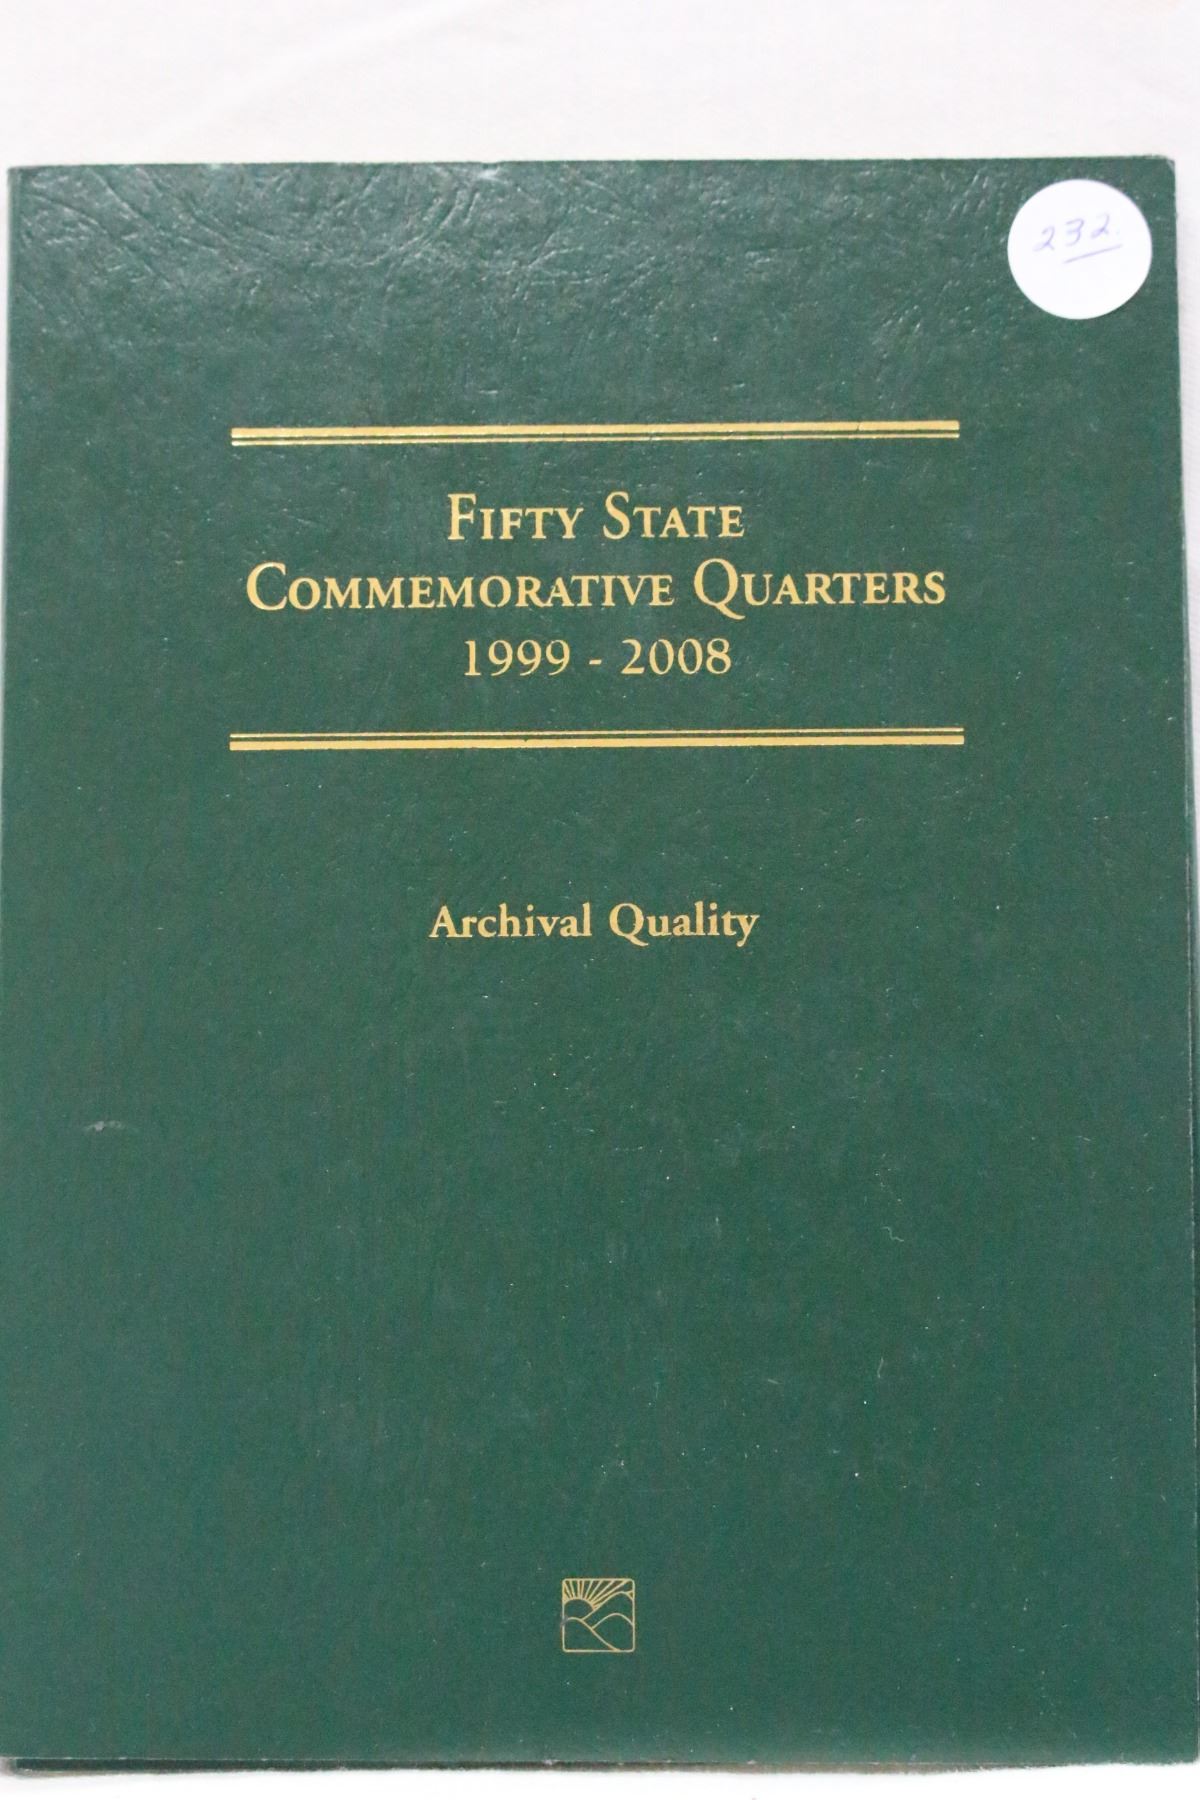 232.
Fifty State
Commemorative Quarters
1999 - 2008
Archival Quality